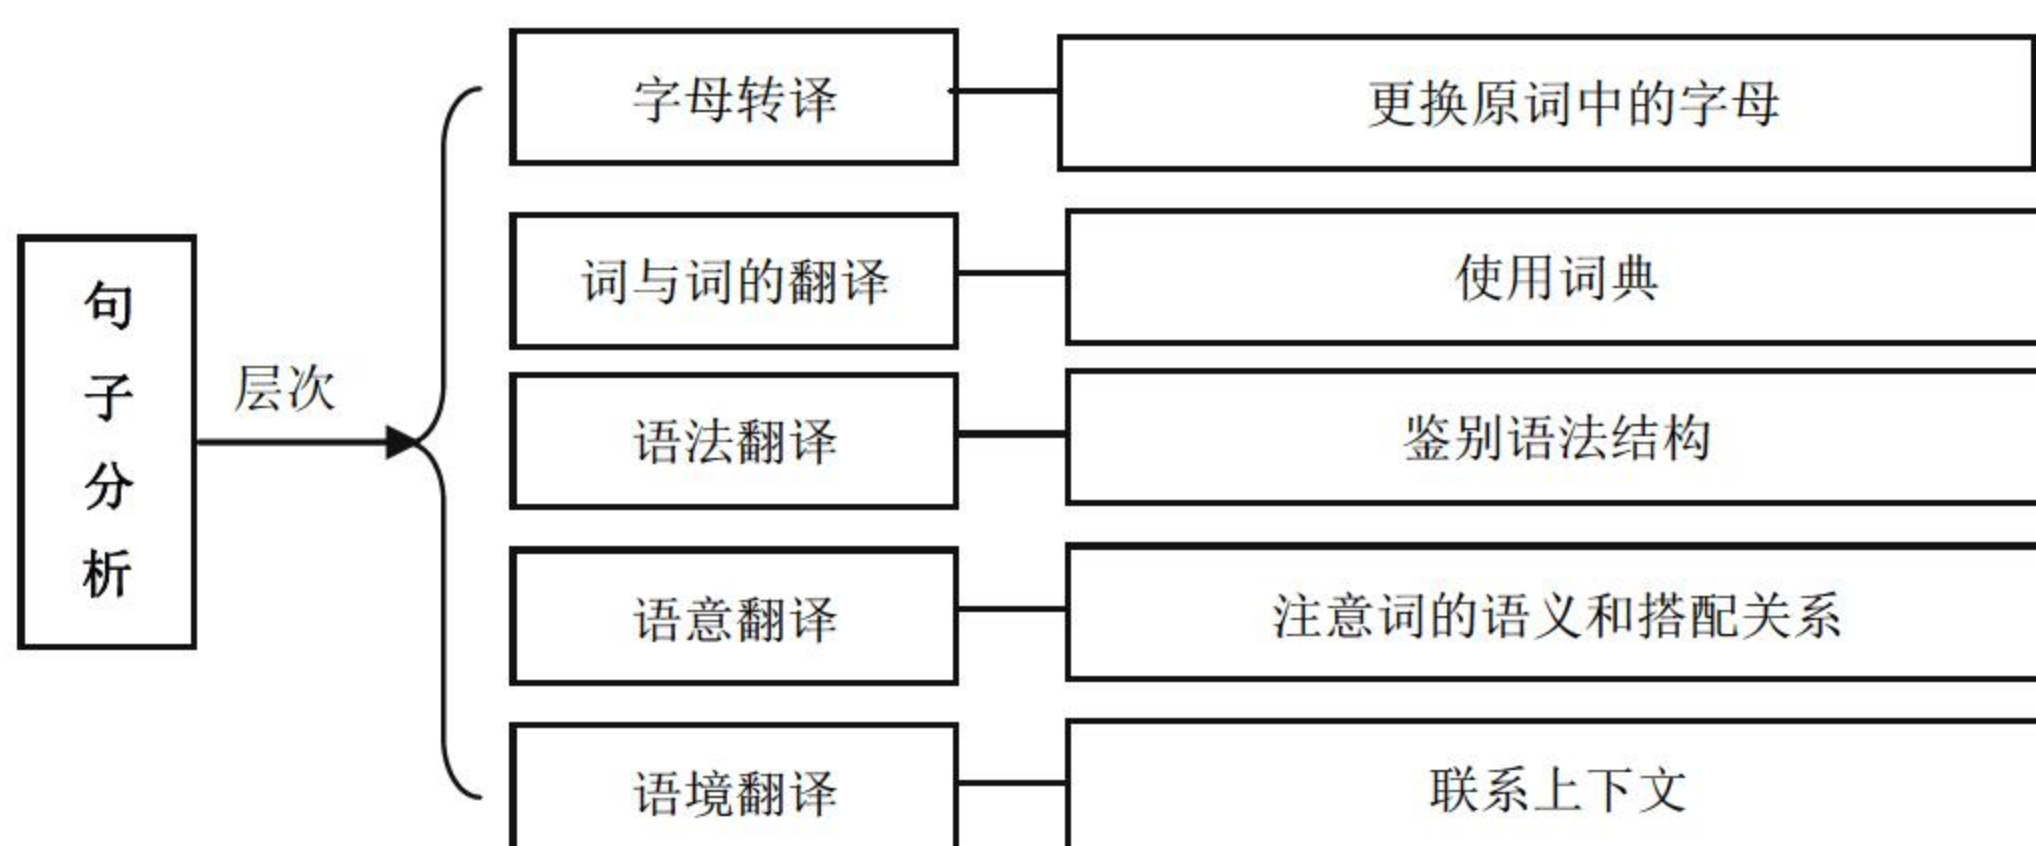 句子分析
层次
字母转译
更换原词中的字母
词与词的翻译
使用词典
语法翻译
鉴别语法结构
语意翻译
注意词的语义和搭配关系
语境翻译
联系上下文